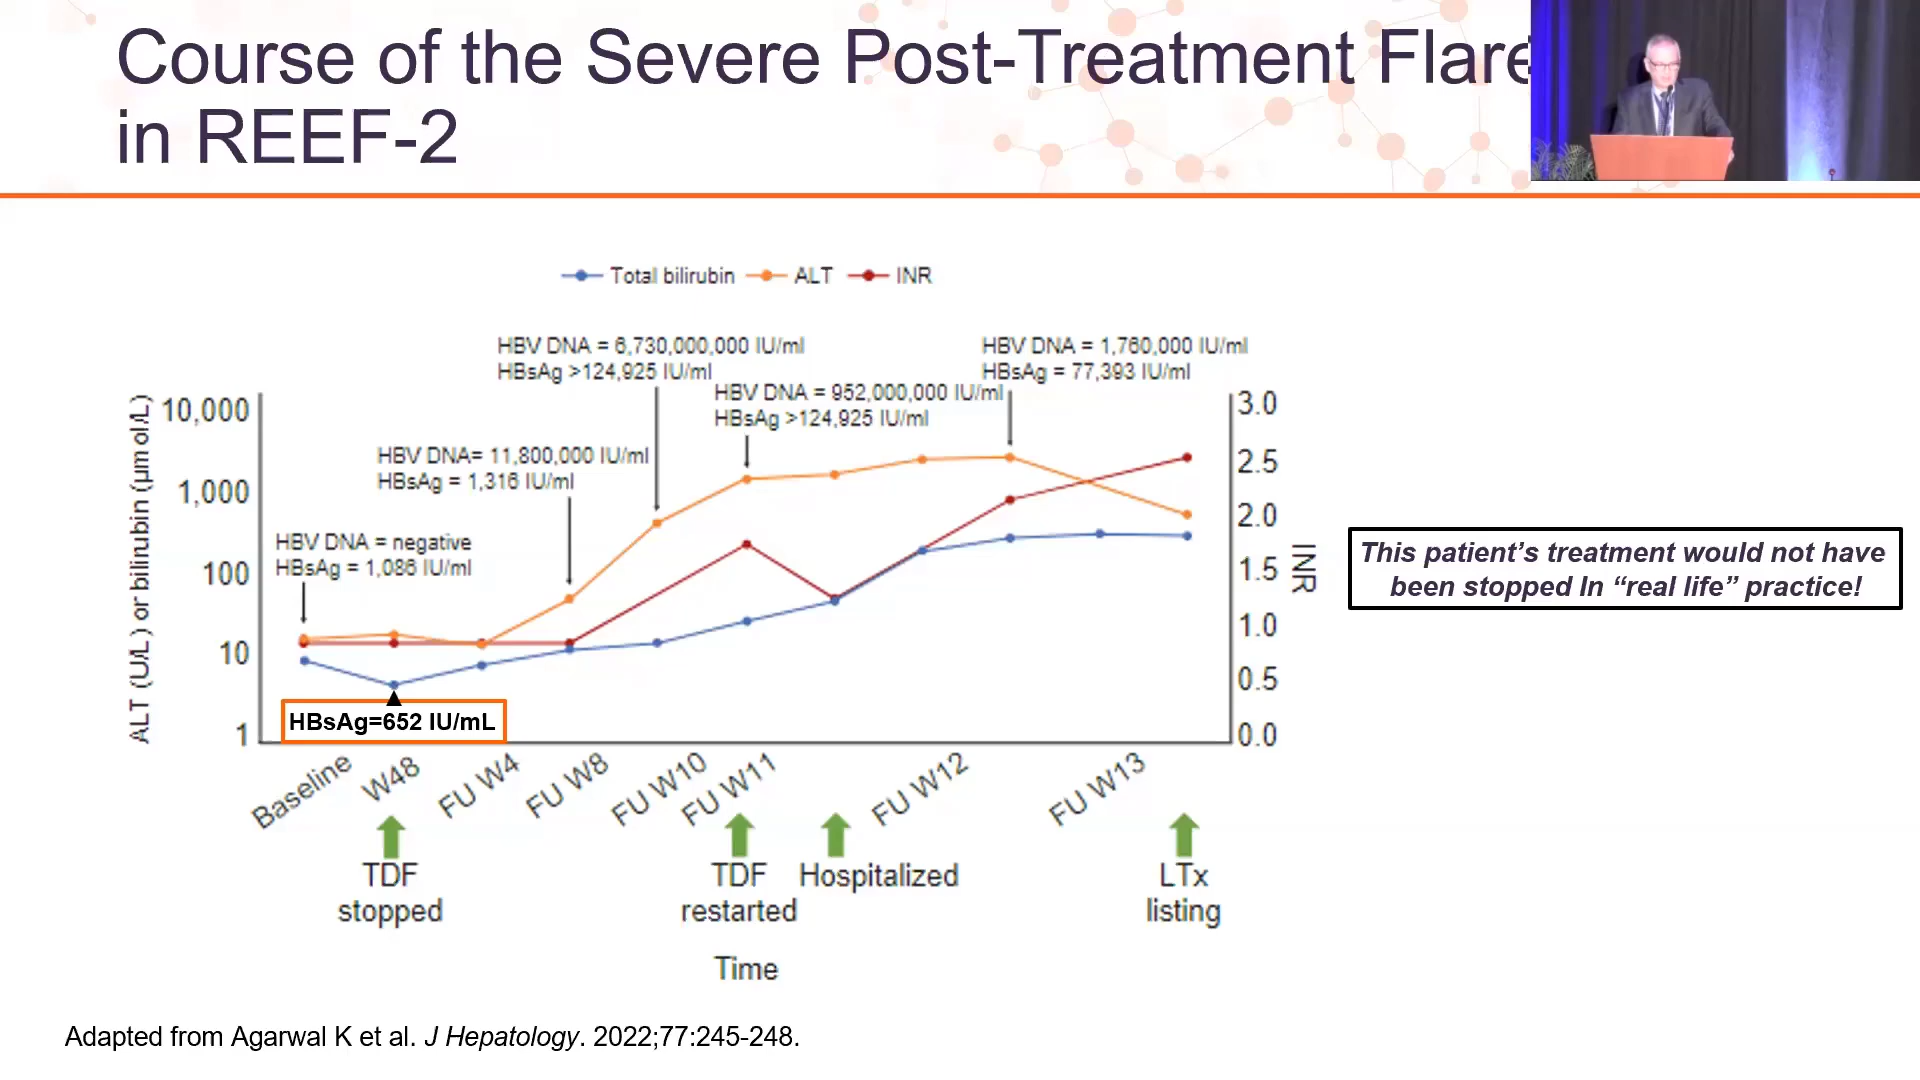 Course of the Severe Post-Treatment Flare
in REEF-2
Total bilirubin
ALT
INR
HBV DNA = 6,730,000,000 IU/ml
HBsAg >124,925 IU/ml
HBV DNA = 1,760,000 IU/ml
HBsAg = 77,393 IU/ml
HBV DNA = 952,000,000 IU/ml
HBsAg >124,925 IU/ml
HBV DNA= 11,800,000 IU/ml
HBsAg = 1,316 IU/ml
HBV DNA = negative
HBsAg = 1,086 IU/ml
ALT (U/L) or bilirubin (µm ol/L)
10,000
1,000
100
10
1
3.0
2.5
2.0
1.5
1.0
0.5
0.0
INR
This patient’s treatment would not have
been stopped In “real life” practice!
HBsAg=652 IU/mL
Baseline
W48
FU W4
FU W8
FU W10
FU W11
FU W12
FU W13
TDF
stopped
TDF
restarted
Hospitalized
LTx
listing
Time
Adapted from Agarwal K et al. J Hepatology. 2022;77:245-248.